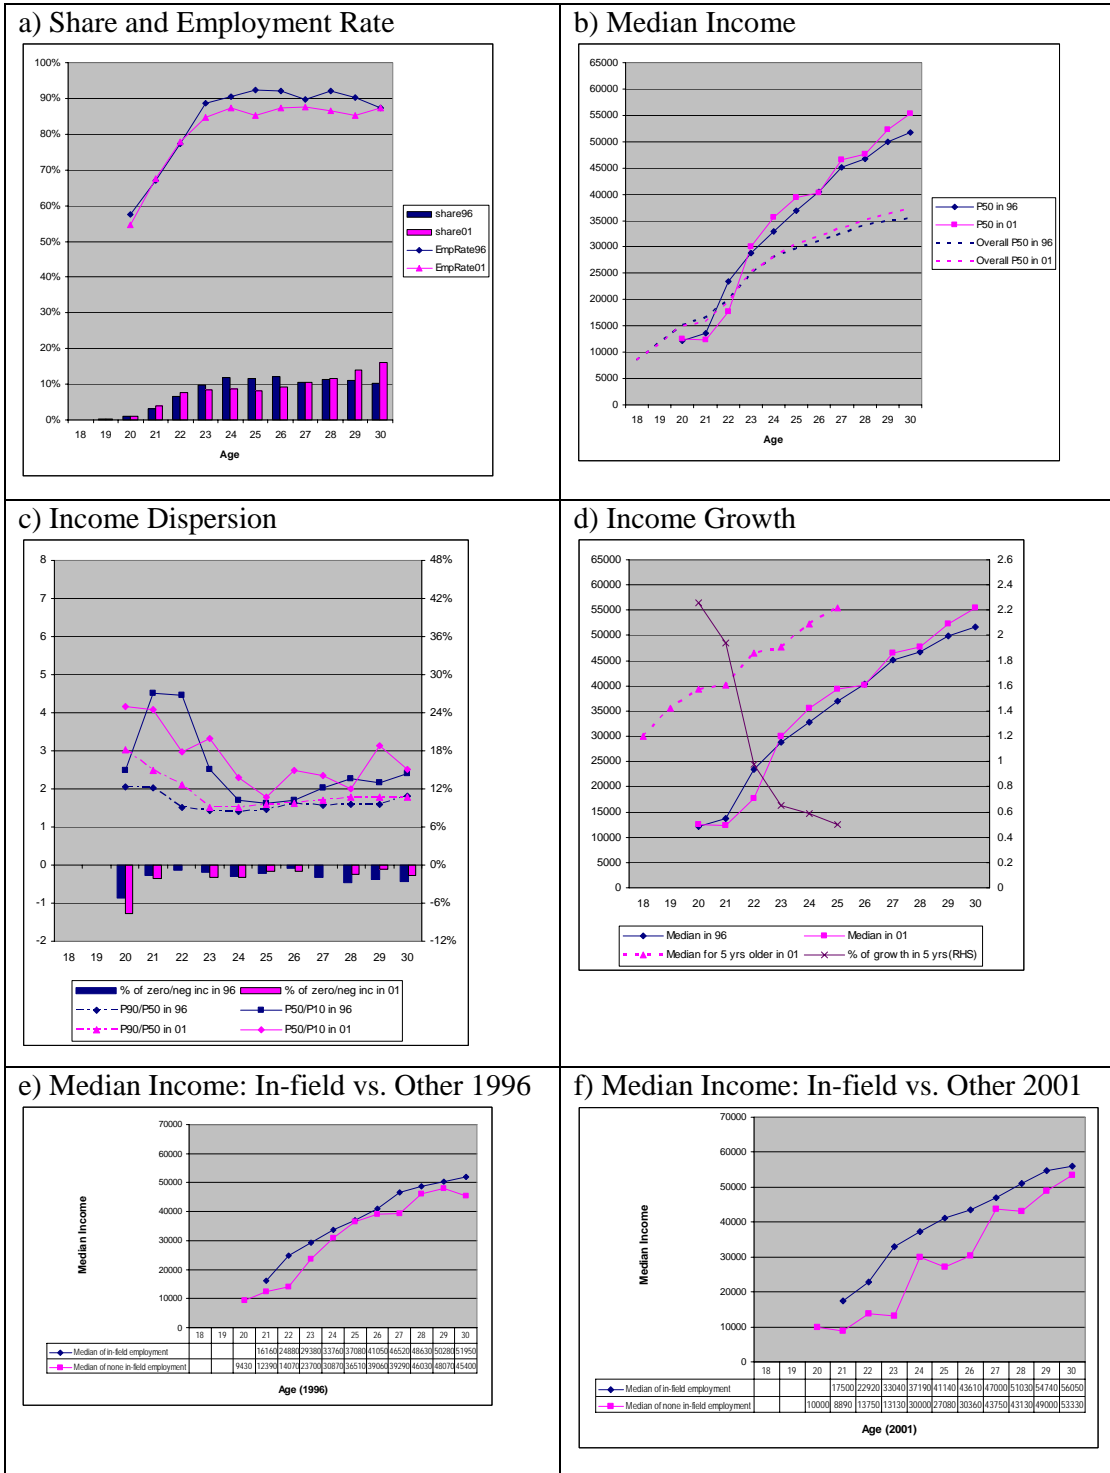 a) Share and Employment Rate
100%
90%
80%
70%
60%
50%
40%
30%
20%
10%
0%
18 19 20 21 22 23 24 25 26 27 28 29 30
Age
share96
share01
EmpRate96
EmpRate01
b) Median Income
65000
60000
55000
50000
45000
40000
35000
30000
25000
20000
15000
10000
5000
0
18 19 20 21 22 23 24 25 26 27 28 29 30
Age
P50 in 96
P50 in 01
Overall P50 in 96
Overall P50 in 01
c) Income Dispersion
8 48%
7 42%
6 36%
5 30%
4 24%
3 18%
2 12%
1 6%
0 0%
-1 -6%
-2 -12%
18 19 20 21 22 23 24 25 26 27 28 29 30
% of zero/neg inc in 96 % of zero/neg inc in 01
P90/P50 in 96 P50/P10 in 96
P90/P50 in 01 P50/P10 in 01
d) Income Growth
65000 2.6
60000 2.4
55000 2.2
50000 2
45000 1.8
40000 1.6
35000 1.4
30000 1.2
25000 1
20000 0.8
15000 0.6
10000 0.4
5000 0.2
0 0
18 19 20 21 22 23 24 25 26 27 28 29 30
Median in 96 Median in 01
Median for 5 yrs older in 01 % of growth in 5 yrs(RHS)
e) Median Income: In-field vs. Other 1996
Median Income
70000
60000
50000
40000
30000
20000
10000
0
18 19 20 21 22 23 24 25 26 27 28 29 30
Median of in-field employment 16160 24880 29380 33760 37080 41050 46520 48630 50280 51950
Median of none in-field employment 9430 12390 14070 23700 30870 36510 39060 39290 46030 48070 45400
Age (1996)
f) Median Income: In-field vs. Other 2001
Median Income
70000
60000
50000
40000
30000
20000
10000
0
18 19 20 21 22 23 24 25 26 27 28 29 30
Median of in-field employment 17500 22920 33040 37190 41140 43610 47000 51030 54740 56050
Median of none in-field employment 10000 8890 13750 13130 30000 27080 30360 43750 43130 49000 53330
Age (2001)